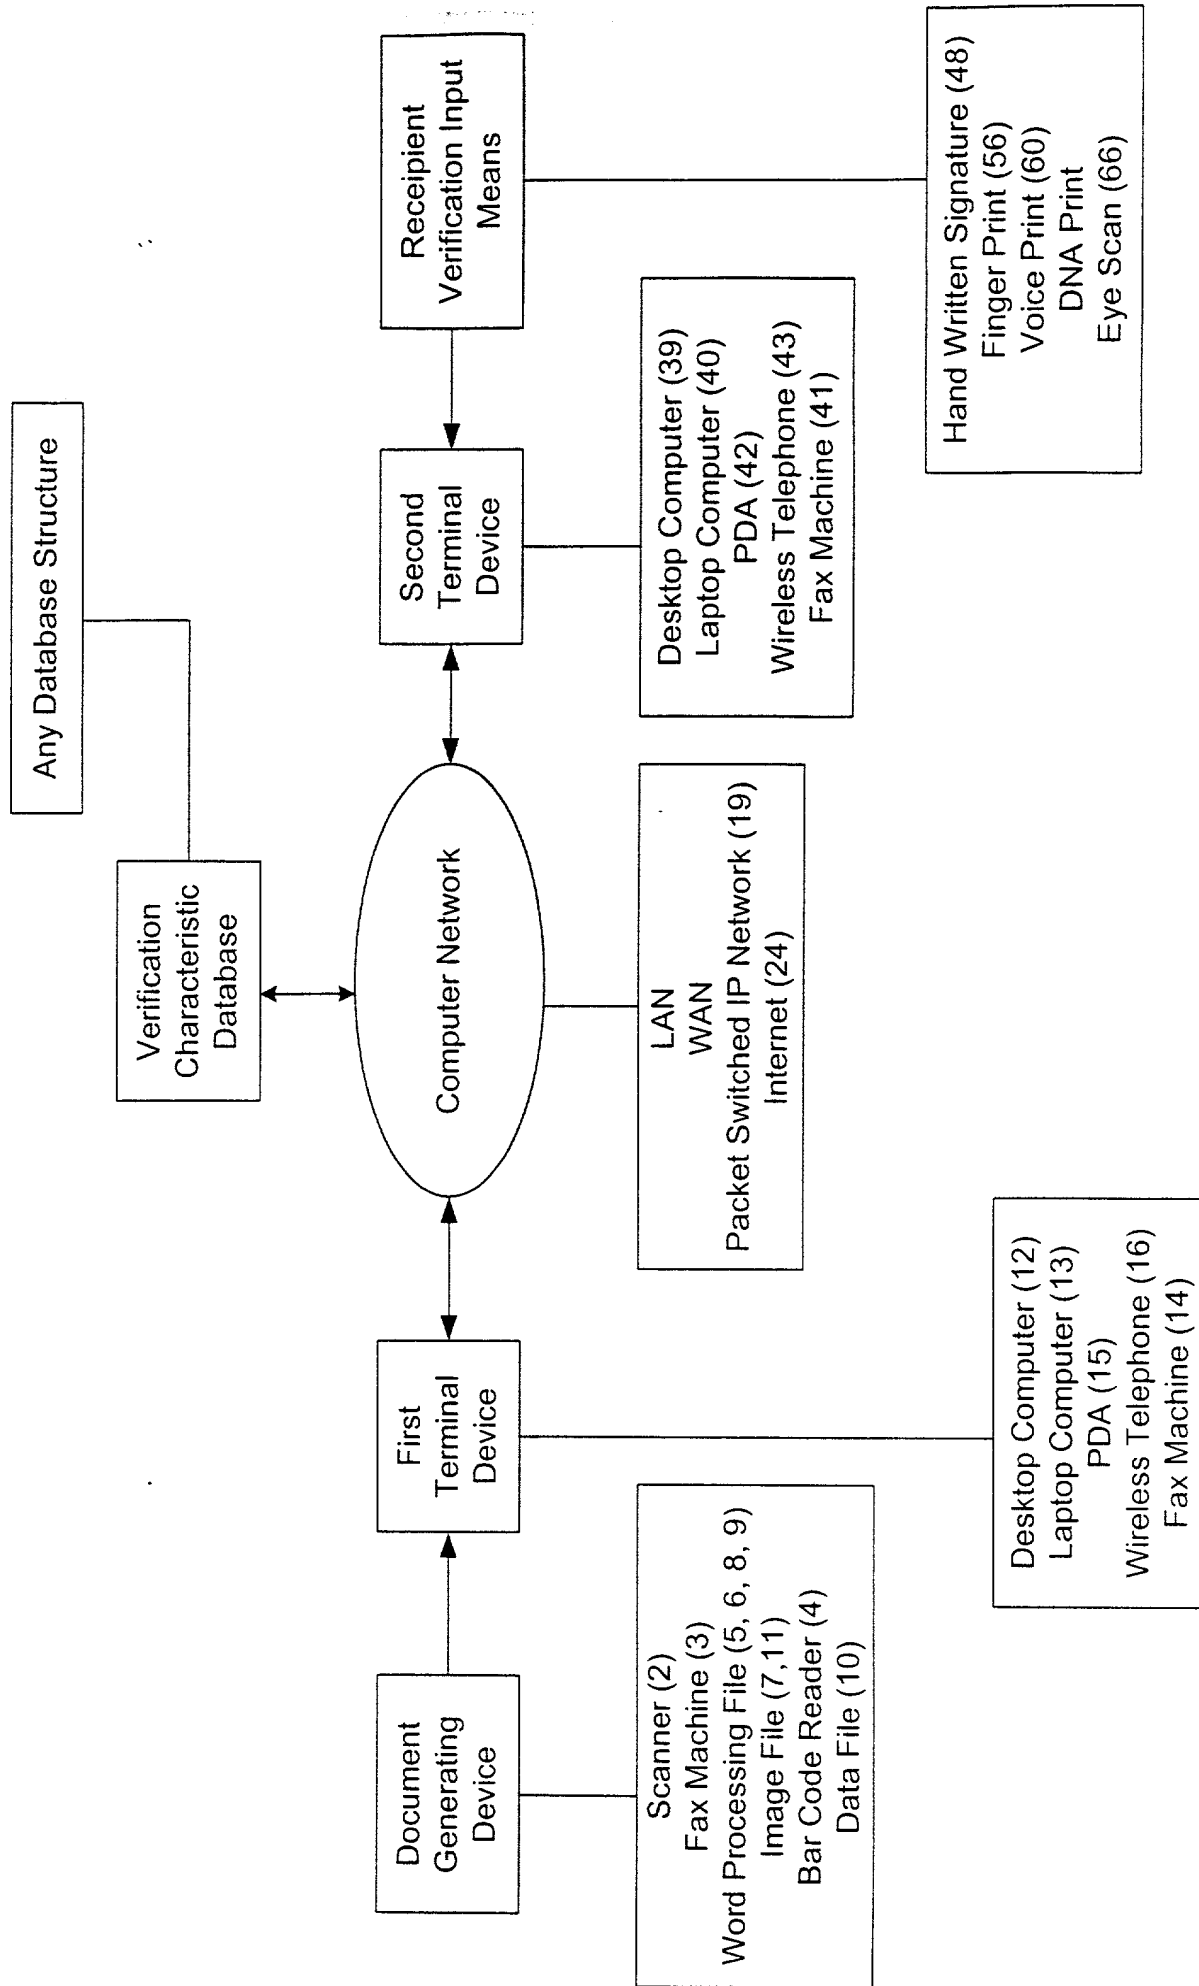 Any Database Structure
Verification
Characteristic
Database
Document
Generating
Device
First
Terminal
Device
Computer Network
Second
Terminal
Device
Receipient
Verification Input
Means
Scanner (2)
Fax Machine (3)
Word Processing File (5, 6, 8, 9)
Image File (7,11)
Bar Code Reader (4)
Data File (10)
LAN
WAN
Packet Switched IP Network (19)
Internet (24)
Desktop Computer (39)
Laptop Computer (40)
PDA (42)
Wireless Telephone (43)
Fax Machine (41)
Hand Written Signature (48)
Finger Print (56)
Voice Print (60)
DNA Print
Eye Scan (66)
Desktop Computer (12)
Laptop Computer (13)
PDA (15)
Wireless Telephone (16)
Fax Machine (14)